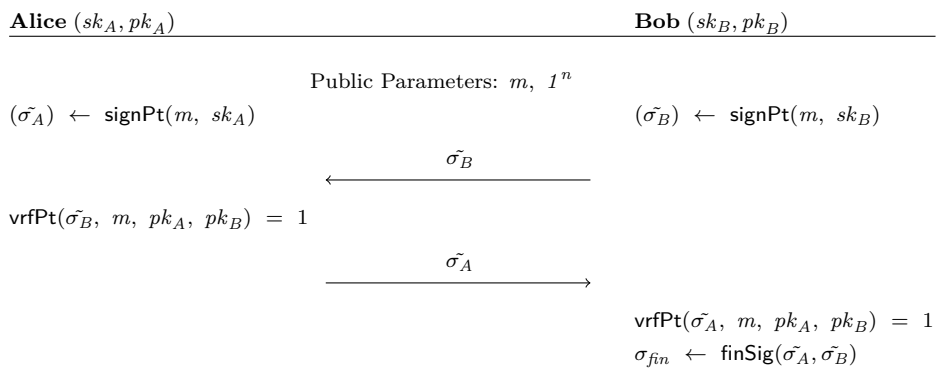 Alice (sk_A, pk_A) Bob (sk_B, pk_B)
Public Parameters: m, 1^n
(σ̃_A) ← signPt(m, sk_A) (σ̃_B) ← signPt(m, sk_B)
σ̃_B
vrfPt(σ̃_B, m, pk_A, pk_B) = 1
σ̃_A
vrfPt(σ̃_A, m, pk_A, pk_B) = 1
σ_fin ← finSig(σ̃_A, σ̃_B)